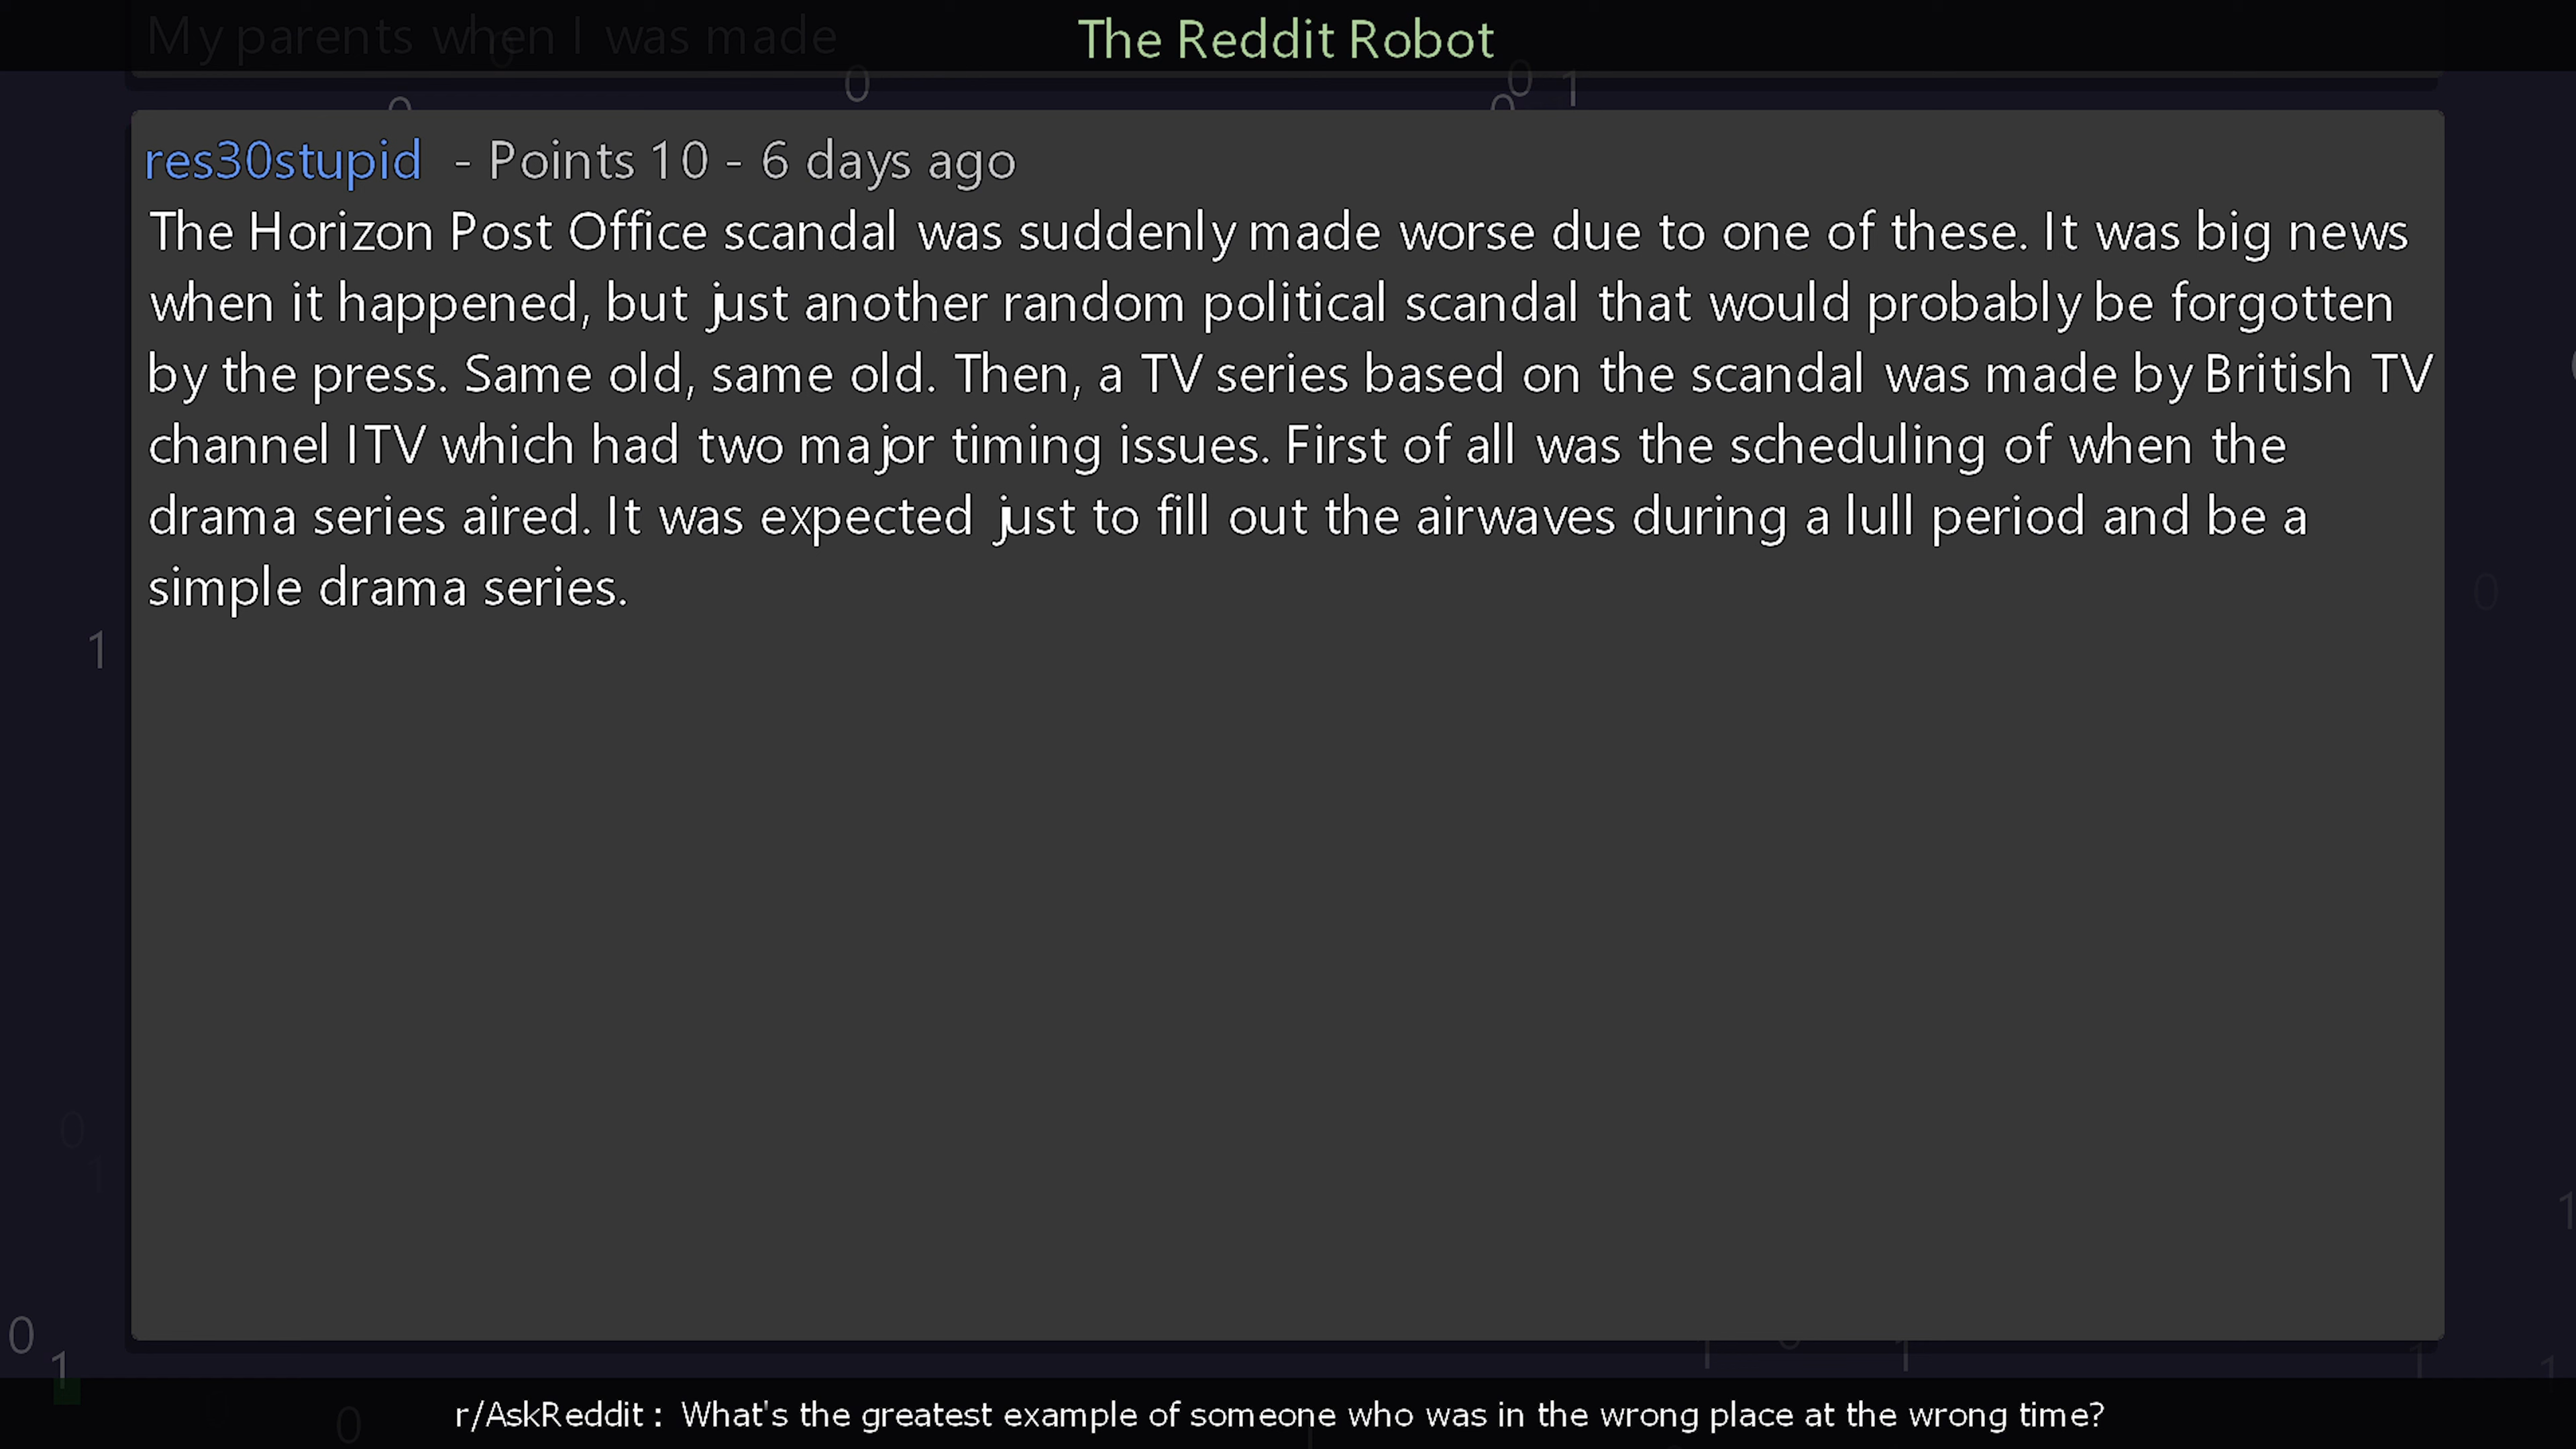 My parents when I was made
The Reddit Robot
res30stupid - Points 10 - 6 days ago
The Horizon Post Office scandal was suddenly made worse due to one of these. It was big news
when it happened, but just another random political scandal that would probably be forgotten
by the press. Same old, same old. Then, a TV series based on the scandal was made by British TV
channel ITV which had two major timing issues. First of all was the scheduling of when the
drama series aired. It was expected just to fill out the airwaves during a lull period and be a
simple drama series.
r/AskReddit : What's the greatest example of someone who was in the wrong place at the wrong time?